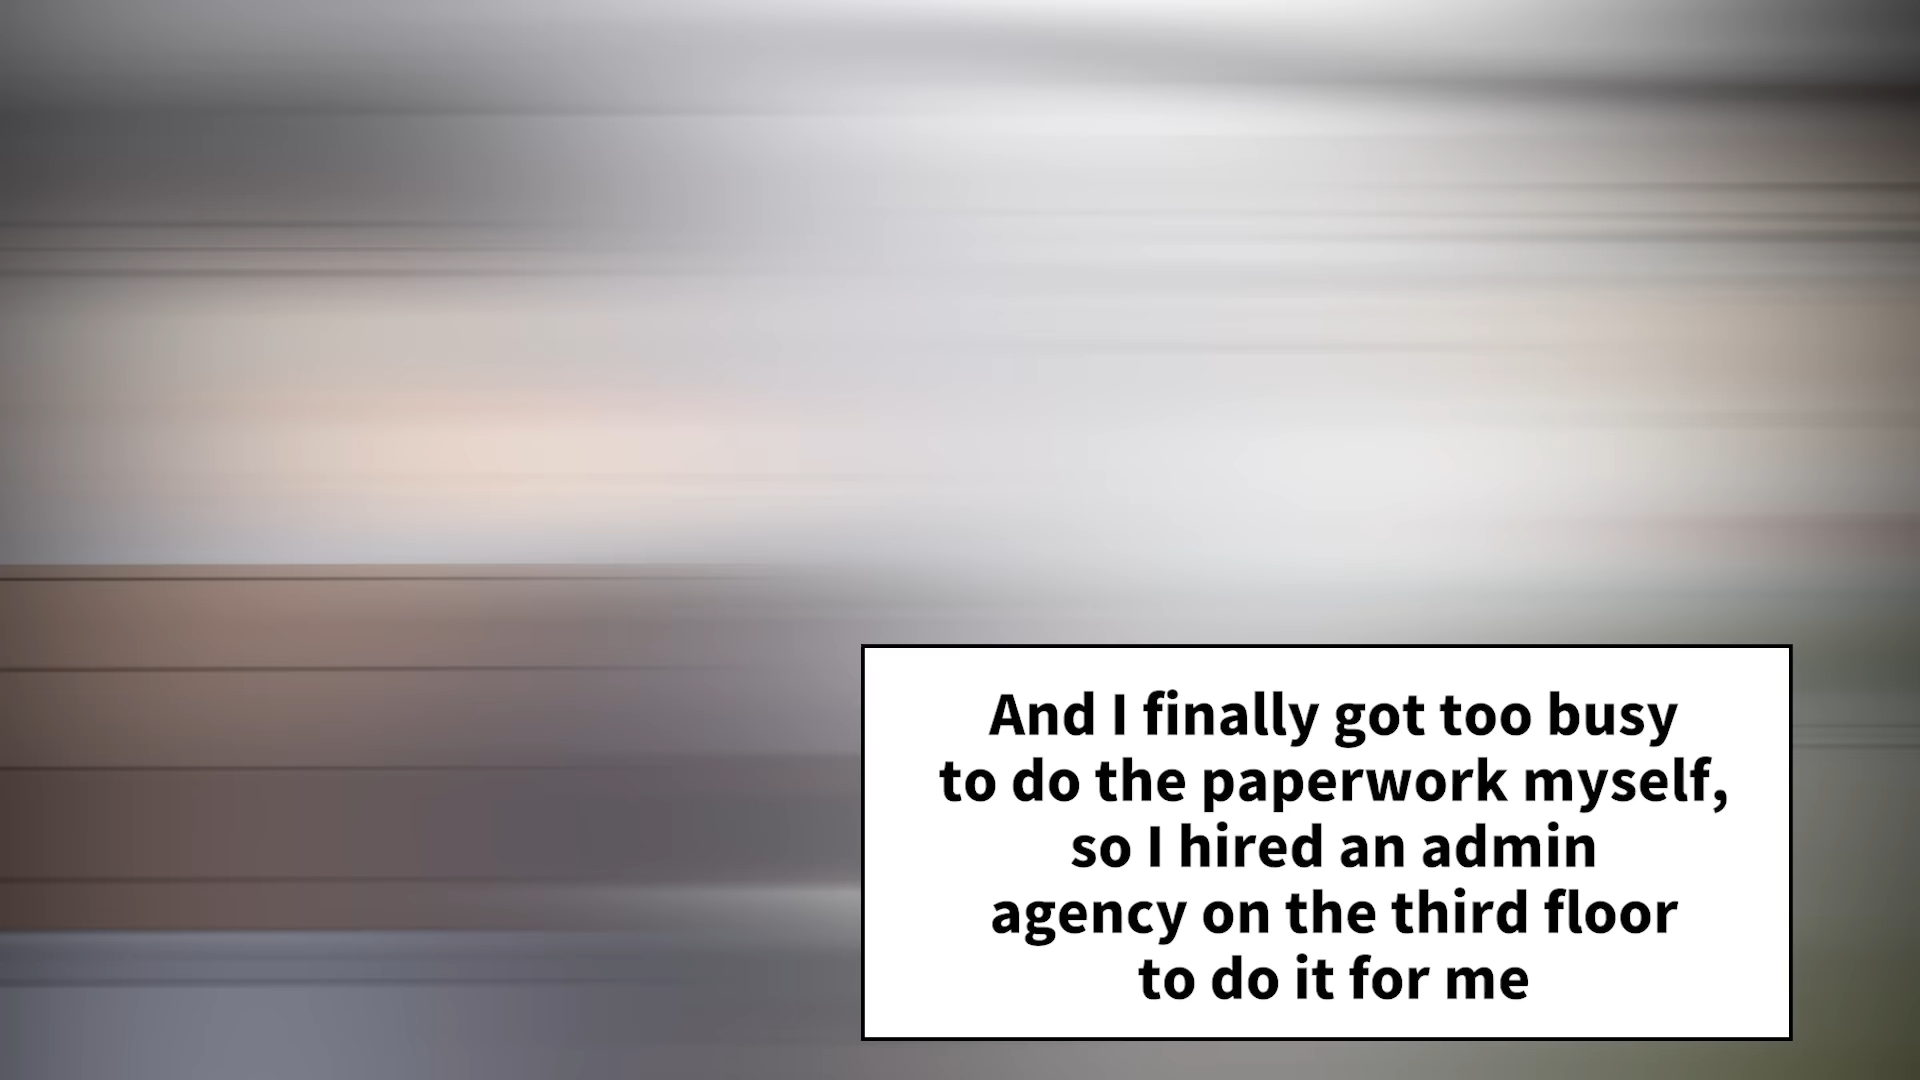 And I finally got too busy
to do the paperwork myself,
so I hired an admin
agency on the third floor
to do it for me